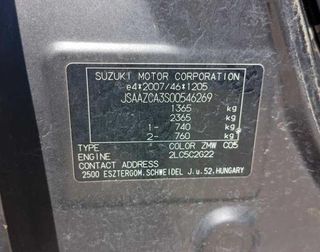 SUZUKI MOTOR CORPORATION
e4*2007/46*1205
JSAAZCA3S00546269
1365 kg
2365 kg
1- 740 kg
2- 760 kg
TYPE COLOR ZMW C05
ENGINE
CONTACT ADDRESS
2500 ESZTERGOM.SCHWEIDEL J.u.52.HUNGARY